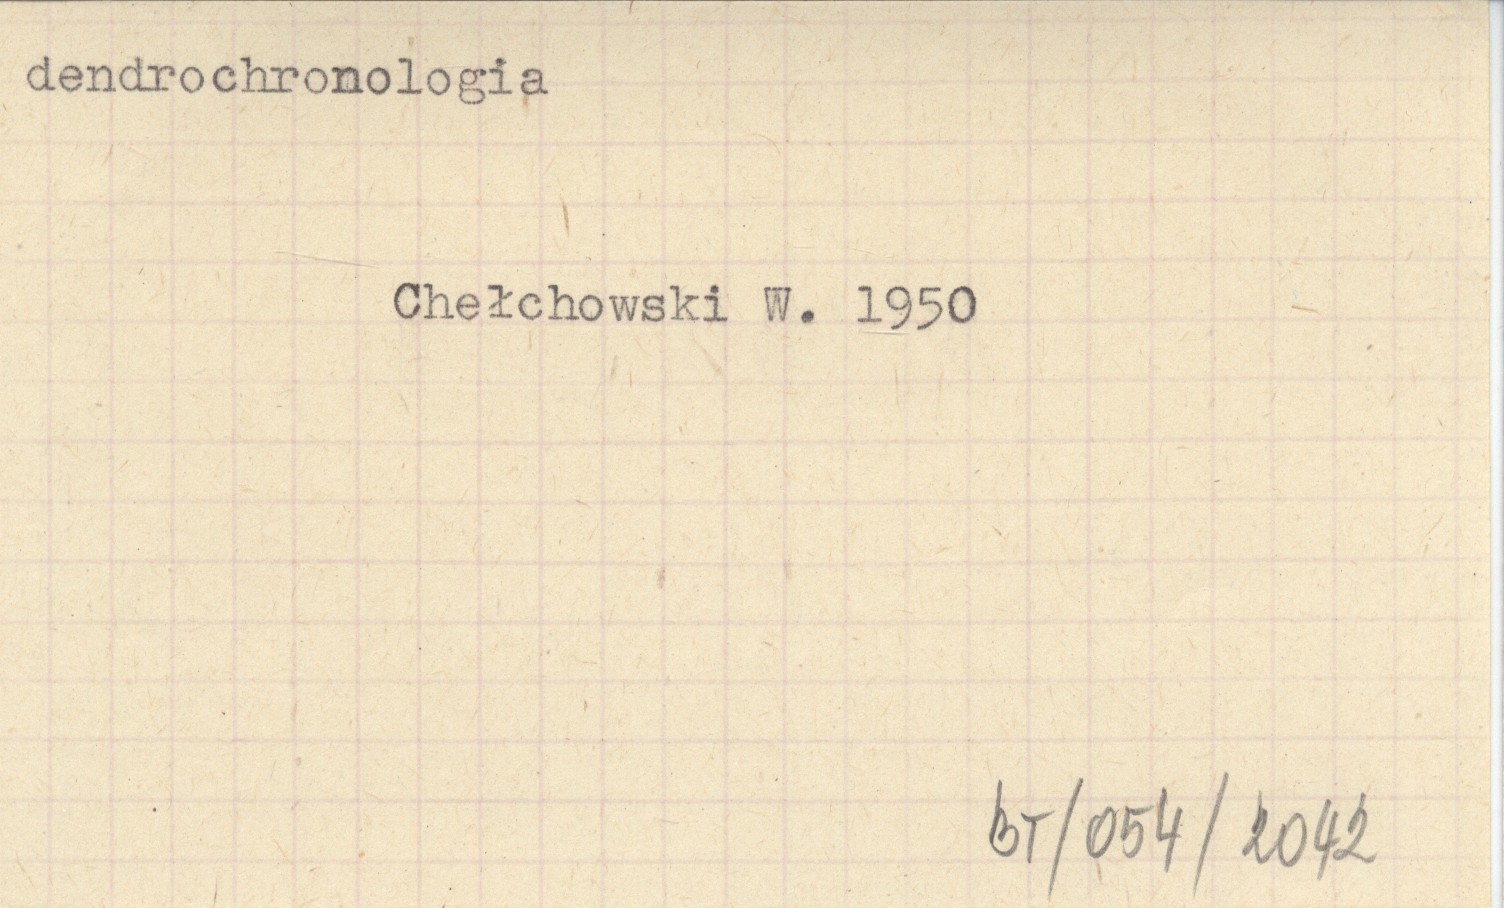 dendrochronologia
Chełchowski W. 1950
BT/054/2042